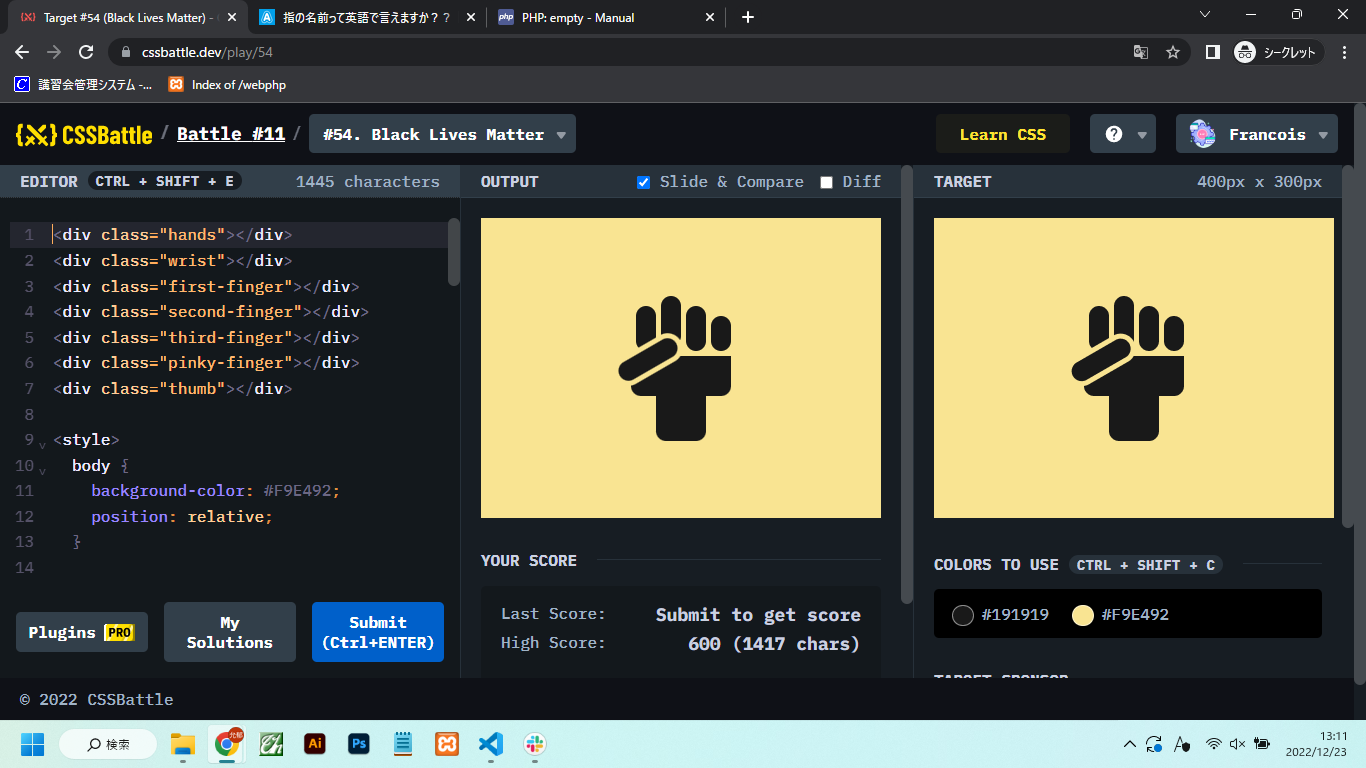 Target #54 (Black Lives Matter) -
指の名前って英語で言えますか？？
PHP: empty - Manual
cssbattle.dev/play/54
シークレット
講習会管理システム -...
Index of /webphp
CSSBattle / Battle #11 / #54. Black Lives Matter
Learn CSS
Francois
EDITOR CTRL + SHIFT + E 1445 characters
OUTPUT Slide & Compare Diff
TARGET 400px x 300px
1 <div class="hands"></div>
2 <div class="wrist"></div>
3 <div class="first-finger"></div>
4 <div class="second-finger"></div>
5 <div class="third-finger"></div>
6 <div class="pinky-finger"></div>
7 <div class="thumb"></div>
8
9 <style>
10 body {
11 background-color: #F9E492;
12 position: relative;
13 }
14
Plugins PRO
My Solutions
Submit (Ctrl+ENTER)
YOUR SCORE
Last Score: Submit to get score
High Score: 600 (1417 chars)
COLORS TO USE CTRL + SHIFT + C
#191919 #F9E492
TARGET SPONSOR
© 2022 CSSBattle
検索
13:11
2022/12/23